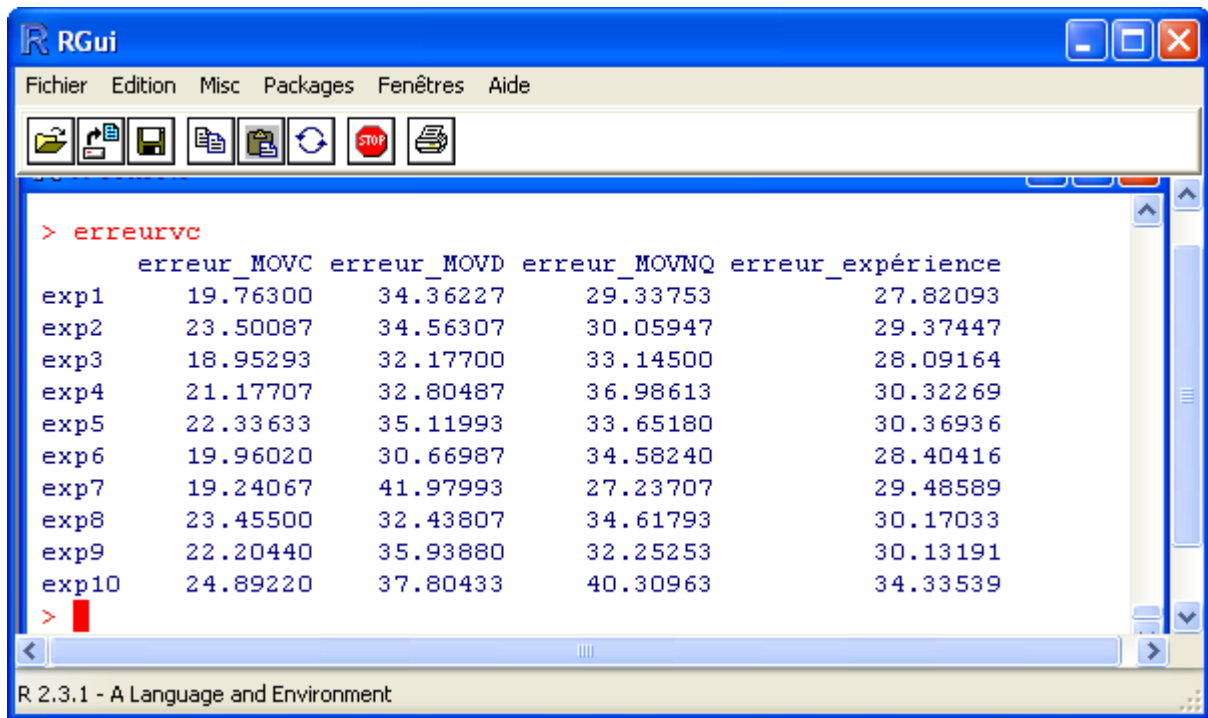 RGui
Fichier Edition Misc Packages Fenêtres Aide
STOP
> erreurvc
erreur_MOVC erreur_MOVD erreur_MOVNQ erreur_expérience
exp1 19.76300 34.36227 29.33753 27.82093
exp2 23.50087 34.56307 30.05947 29.37447
exp3 18.95293 32.17700 33.14500 28.09164
exp4 21.17707 32.80487 36.98613 30.32269
exp5 22.33633 35.11993 33.65180 30.36936
exp6 19.96020 30.66987 34.58240 28.40416
exp7 19.24067 41.97993 27.23707 29.48589
exp8 23.45500 32.43807 34.61793 30.17033
exp9 22.20440 35.93880 32.25253 30.13191
exp10 24.89220 37.80433 40.30963 34.33539
>
R 2.3.1 - A Language and Environment